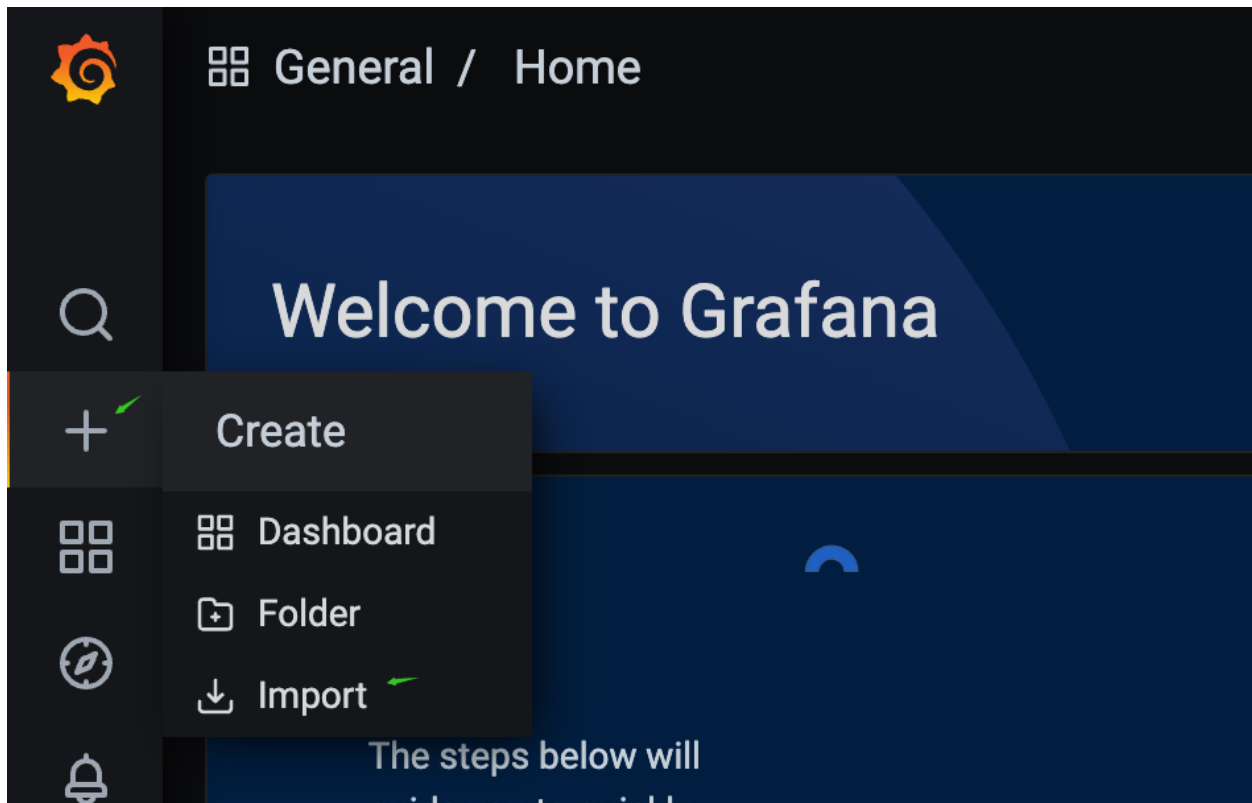 General / Home
Welcome to Grafana
Create
Dashboard
Folder
Import
The steps below will